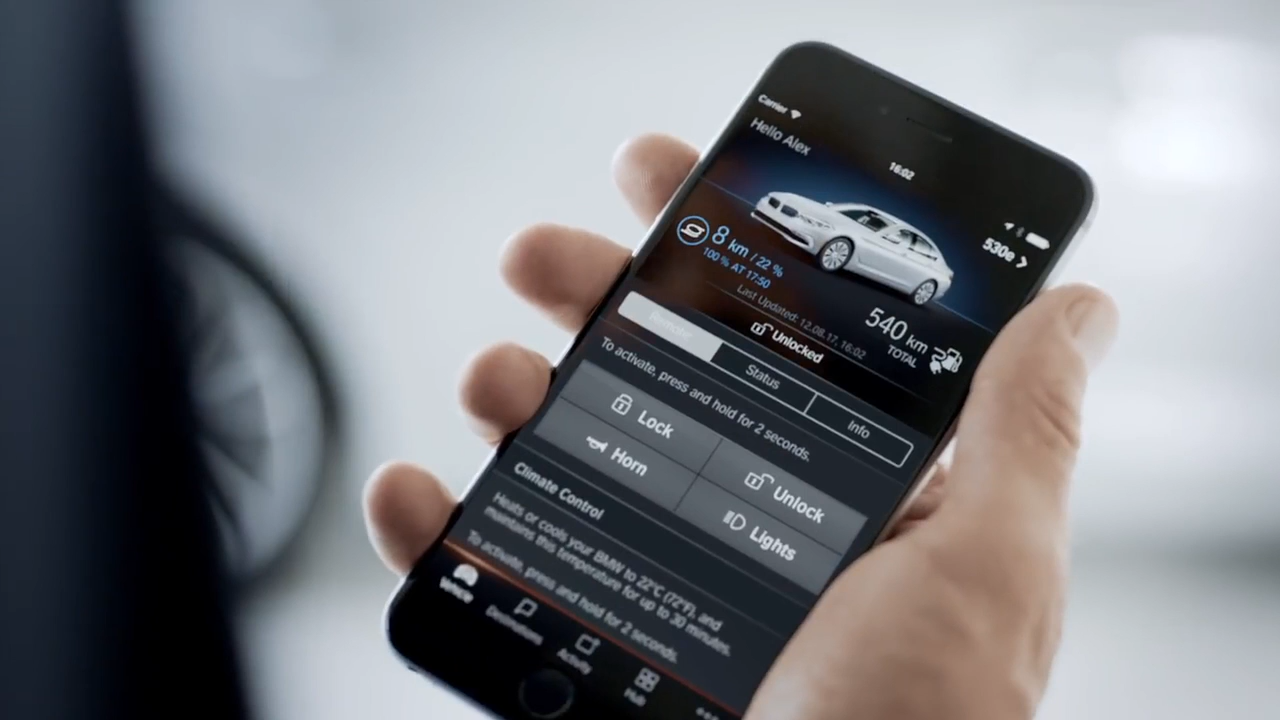 Carrier
16:02
Hello Alex
530e
8 km / 22 %
100 % AT 17:50
540 km
TOTAL
Last Updated: 12.08.17, 16:02
Unlocked
Remote
Status
Info
To activate, press and hold for 2 seconds.
Lock
Unlock
Horn
Lights
Climate Control
Heats or cools your BMW to 22°C (72°F), and
maintains this temperature for up to 30 minutes.
To activate, press and hold for 2 seconds.
Vehicle
Destinations
Activity
Hub